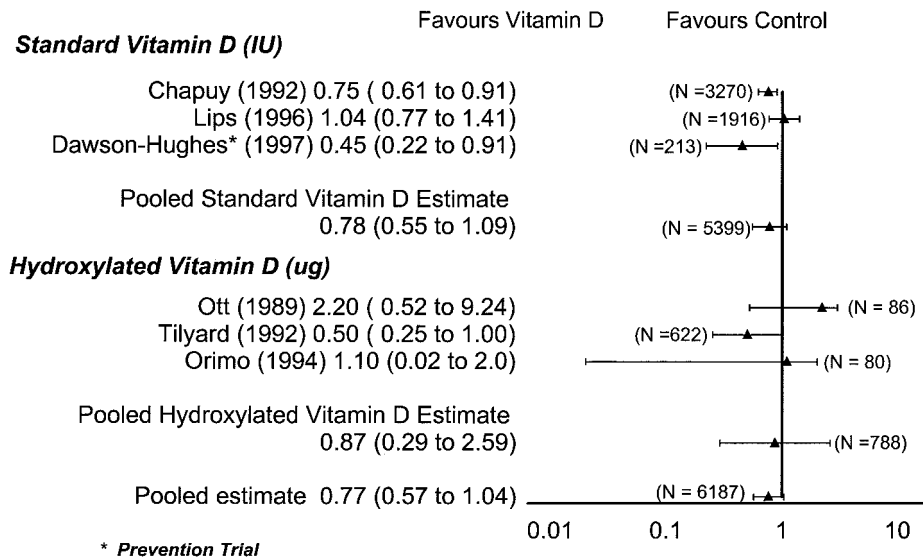 Favours Vitamin D Favours Control
Standard Vitamin D (IU)
Chapuy (1992) 0.75 ( 0.61 to 0.91) (N =3270)
Lips (1996) 1.04 (0.77 to 1.41) (N =1916)
Dawson-Hughes* (1997) 0.45 (0.22 to 0.91) (N =213)
Pooled Standard Vitamin D Estimate
0.78 (0.55 to 1.09) (N = 5399)
Hydroxylated Vitamin D (ug)
Ott (1989) 2.20 ( 0.52 to 9.24) (N = 86)
Tilyard (1992) 0.50 ( 0.25 to 1.00) (N =622)
Orimo (1994) 1.10 (0.02 to 2.0) (N = 80)
Pooled Hydroxylated Vitamin D Estimate
0.87 (0.29 to 2.59) (N =788)
Pooled estimate 0.77 (0.57 to 1.04) (N = 6187)
0.01 0.1 1 10
* Prevention Trial